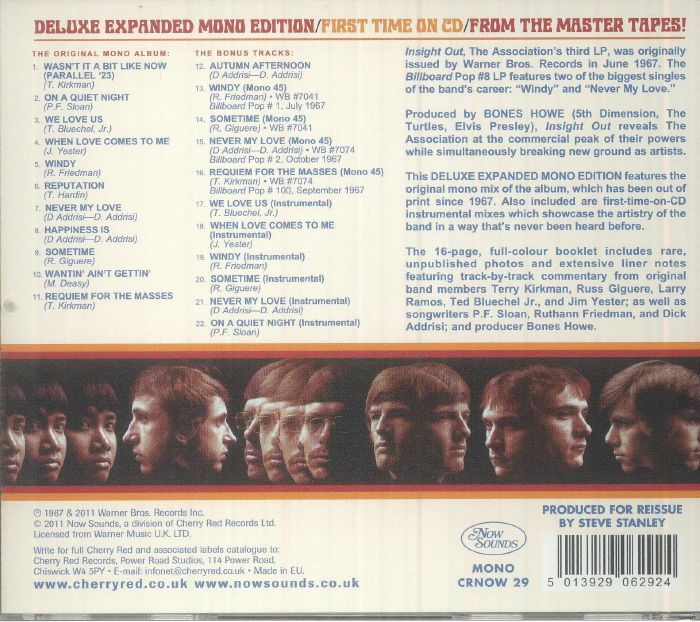 DELUXE EXPANDED MONO EDITION/FIRST TIME ON CD/FROM THE MASTER TAPES!
THE ORIGINAL MONO ALBUM:
1. WASN'T IT A BIT LIKE NOW
(PARALLEL '23)
(T. Kirkman)
2. ON A QUIET NIGHT
(P.F. Sloan)
3. WE LOVE US
(T. Bluechel, Jr.)
4. WHEN LOVE COMES TO ME
(J. Yester)
5. WINDY
(R. Friedman)
6. REPUTATION
(T. Hardin)
7. NEVER MY LOVE
(D Addrisi—D. Addrisi)
8. HAPPINESS IS
(D Addrisi—D. Addrisi)
9. SOMETIME
(R. Giguere)
10. WANTIN' AIN'T GETTIN'
(M. Deasy)
11. REQUIEM FOR THE MASSES
(T. Kirkman)
THE BONUS TRACKS:
12. AUTUMN AFTERNOON
(D Addrisi—D. Addrisi)
13. WINDY (Mono 45)
(R. Friedman) • WB #7041
Billboard Pop # 1, July 1967
14. SOMETIME (Mono 45)
(R. Giguere) • WB #7041
15. NEVER MY LOVE (Mono 45)
(D Addrisi—D. Addrisi) • WB #7074
Billboard Pop # 2, October 1967
16. REQUIEM FOR THE MASSES (Mono 45)
(T. Kirkman) • WB #7074
Billboard Pop # 100, September 1967
17. WE LOVE US (Instrumental)
(T. Bluechel, Jr.)
18. WHEN LOVE COMES TO ME
(Instrumental)
(J. Yester)
19. WINDY (Instrumental)
(R. Friedman)
20. SOMETIME (Instrumental)
(R. Giguere)
21. NEVER MY LOVE (Instrumental)
(D Addrisi—D. Addrisi)
22. ON A QUIET NIGHT (Instrumental)
(P.F. Sloan)
Insight Out, The Association's third LP, was originally
issued by Warner Bros. Records in June 1967. The
Billboard Pop #8 LP features two of the biggest singles
of the band's career: "Windy" and "Never My Love."
Produced by BONES HOWE (5th Dimension, The
Turtles, Elvis Presley), Insight Out reveals The
Association at the commercial peak of their powers
while simultaneously breaking new ground as artists.
This DELUXE EXPANDED MONO EDITION features the
original mono mix of the album, which has been out of
print since 1967. Also included are first-time-on-CD
instrumental mixes which showcase the artistry of the
band in a way that's never been heard before.
The 16-page, full-colour booklet includes rare,
unpublished photos and extensive liner notes
featuring track-by-track commentary from original
band members Terry Kirkman, Russ Giguere, Larry
Ramos, Ted Bluechel Jr., and Jim Yester; as well as
songwriters P.F. Sloan, Ruthann Friedman, and Dick
Addrisi; and producer Bones Howe.
℗ 1967 & 2011 Warner Bros. Records Inc.
© 2011 Now Sounds, a division of Cherry Red Records Ltd.
Licensed from Warner Music U.K. LTD.
Write for full Cherry Red and associated labels catalogue to:
Cherry Red Records, Power Road Studios, 114 Power Road,
Chiswick W4 5PY • E-mail: infonet@cherryred.co.uk • Made in EU.
www.cherryred.co.uk www.nowsounds.co.uk
Now
SOUNDS
MONO
CRNOW 29
PRODUCED FOR REISSUE
BY STEVE STANLEY
5 013929 062924